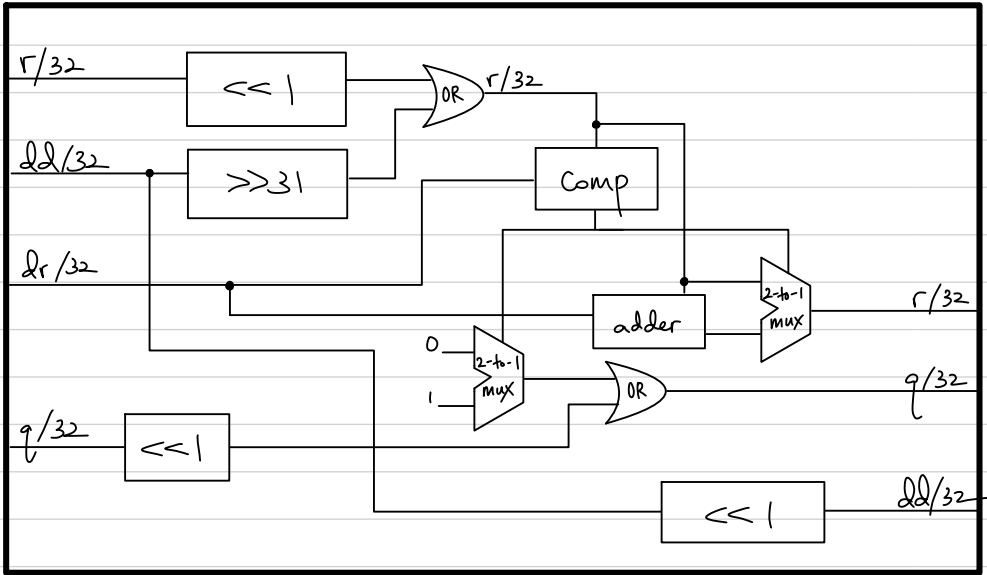 r/32
<< 1
OR
r/32
dd/32
>>31
Comp
dr/32
2-to-1
mux
r/32
adder
0
2-to-1
mux
1
OR
q/32
q/32
<<1
<< 1
dd/32